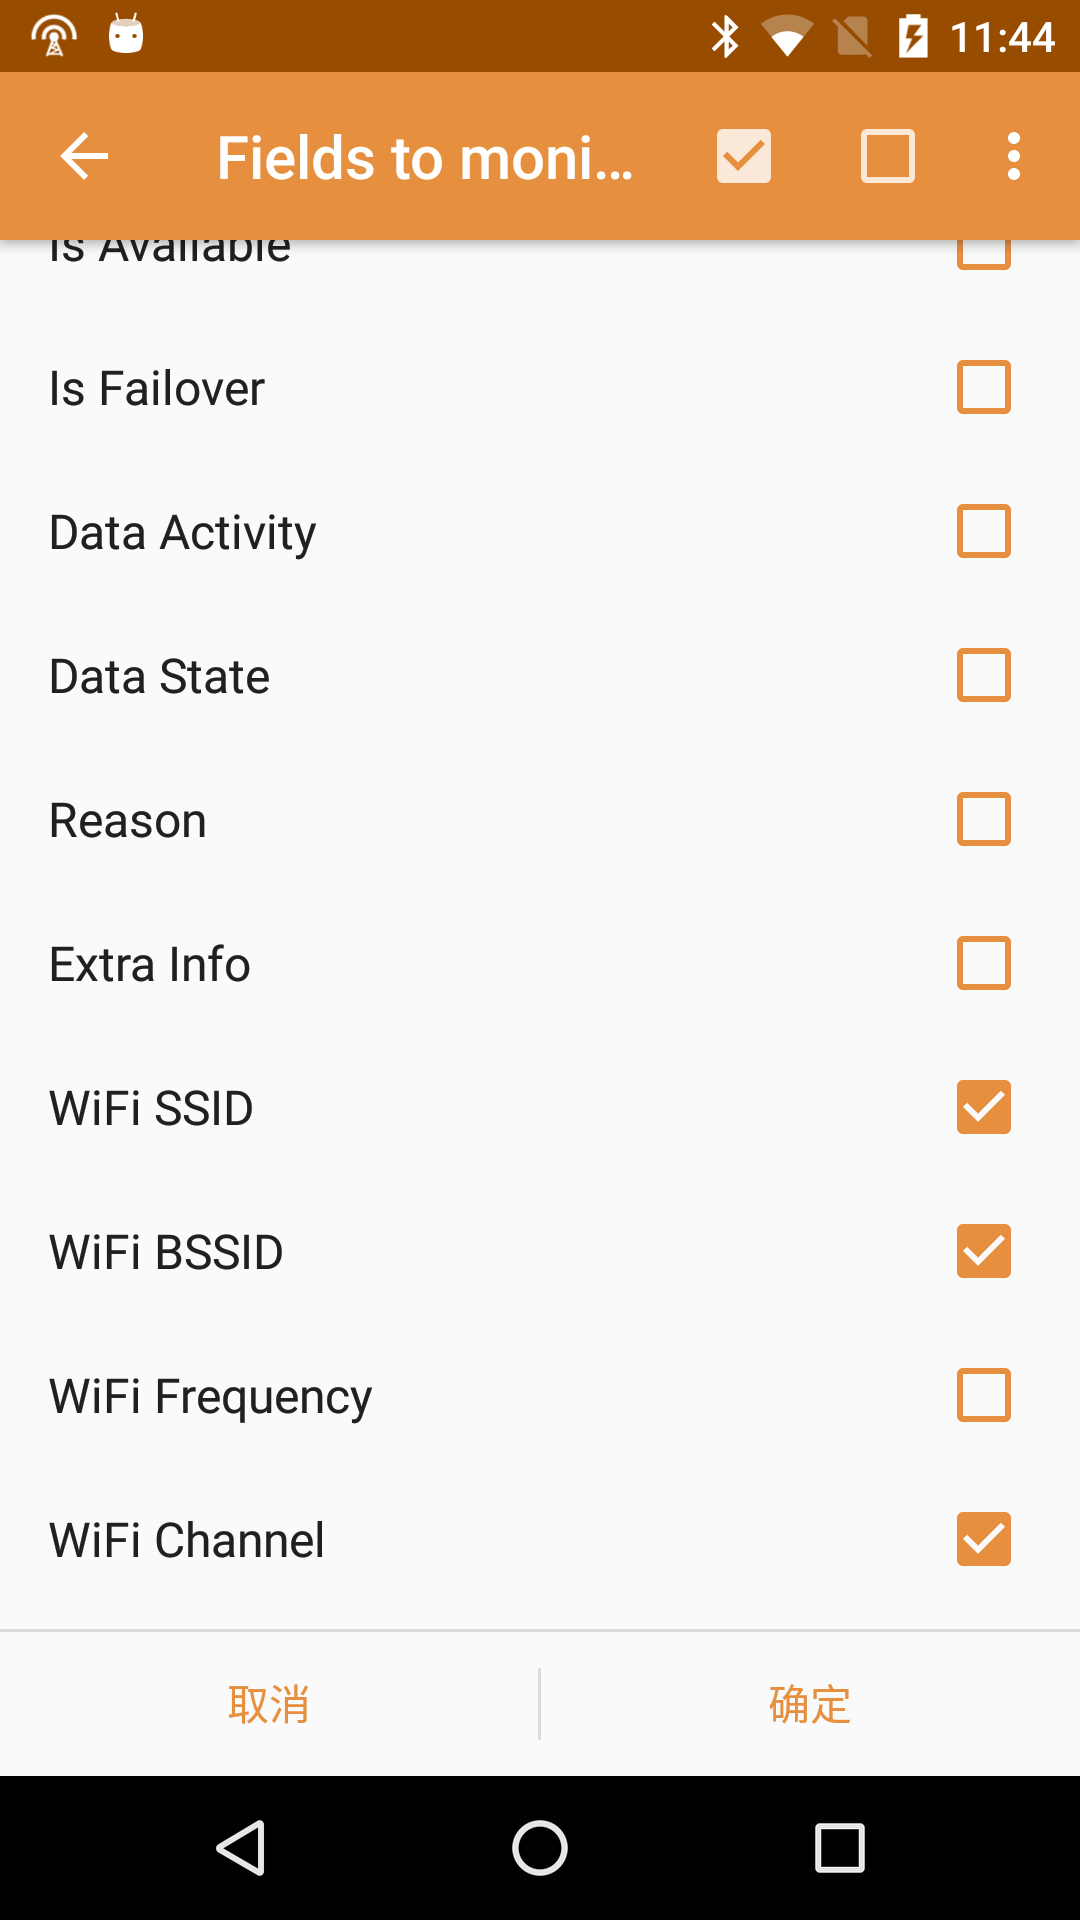 11:44
Fields to moni...
Is Available
Is Failover
Data Activity
Data State
Reason
Extra Info
WiFi SSID
WiFi BSSID
WiFi Frequency
WiFi Channel
取消
确定